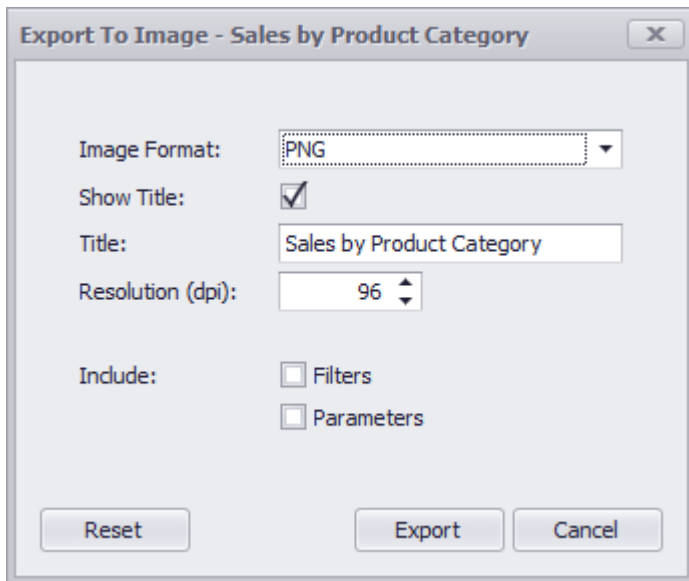 Export To Image - Sales by Product Category
Image Format: PNG
Show Title:
Title: Sales by Product Category
Resolution (dpi): 96
Include: Filters
Parameters
Reset Export Cancel